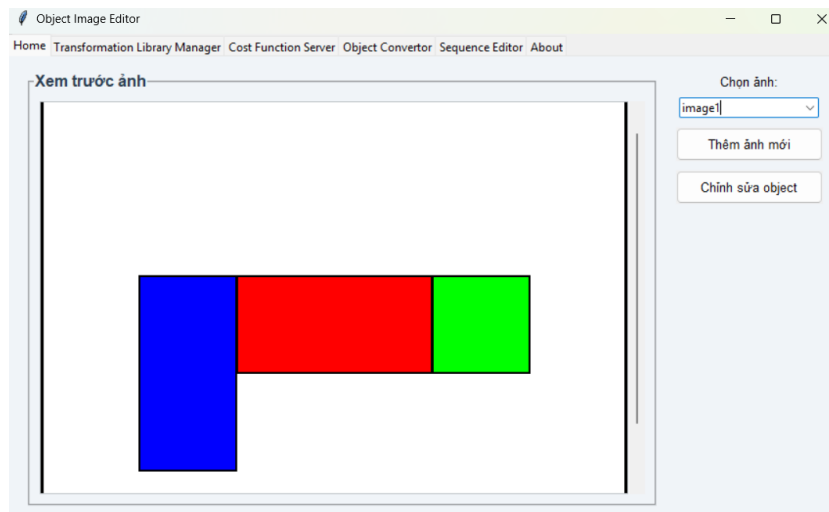 Object Image Editor
Home Transformation Library Manager Cost Function Server Object Convertor Sequence Editor About
Xem trước ảnh
Chọn ảnh:
image1
Thêm ảnh mới
Chỉnh sửa object